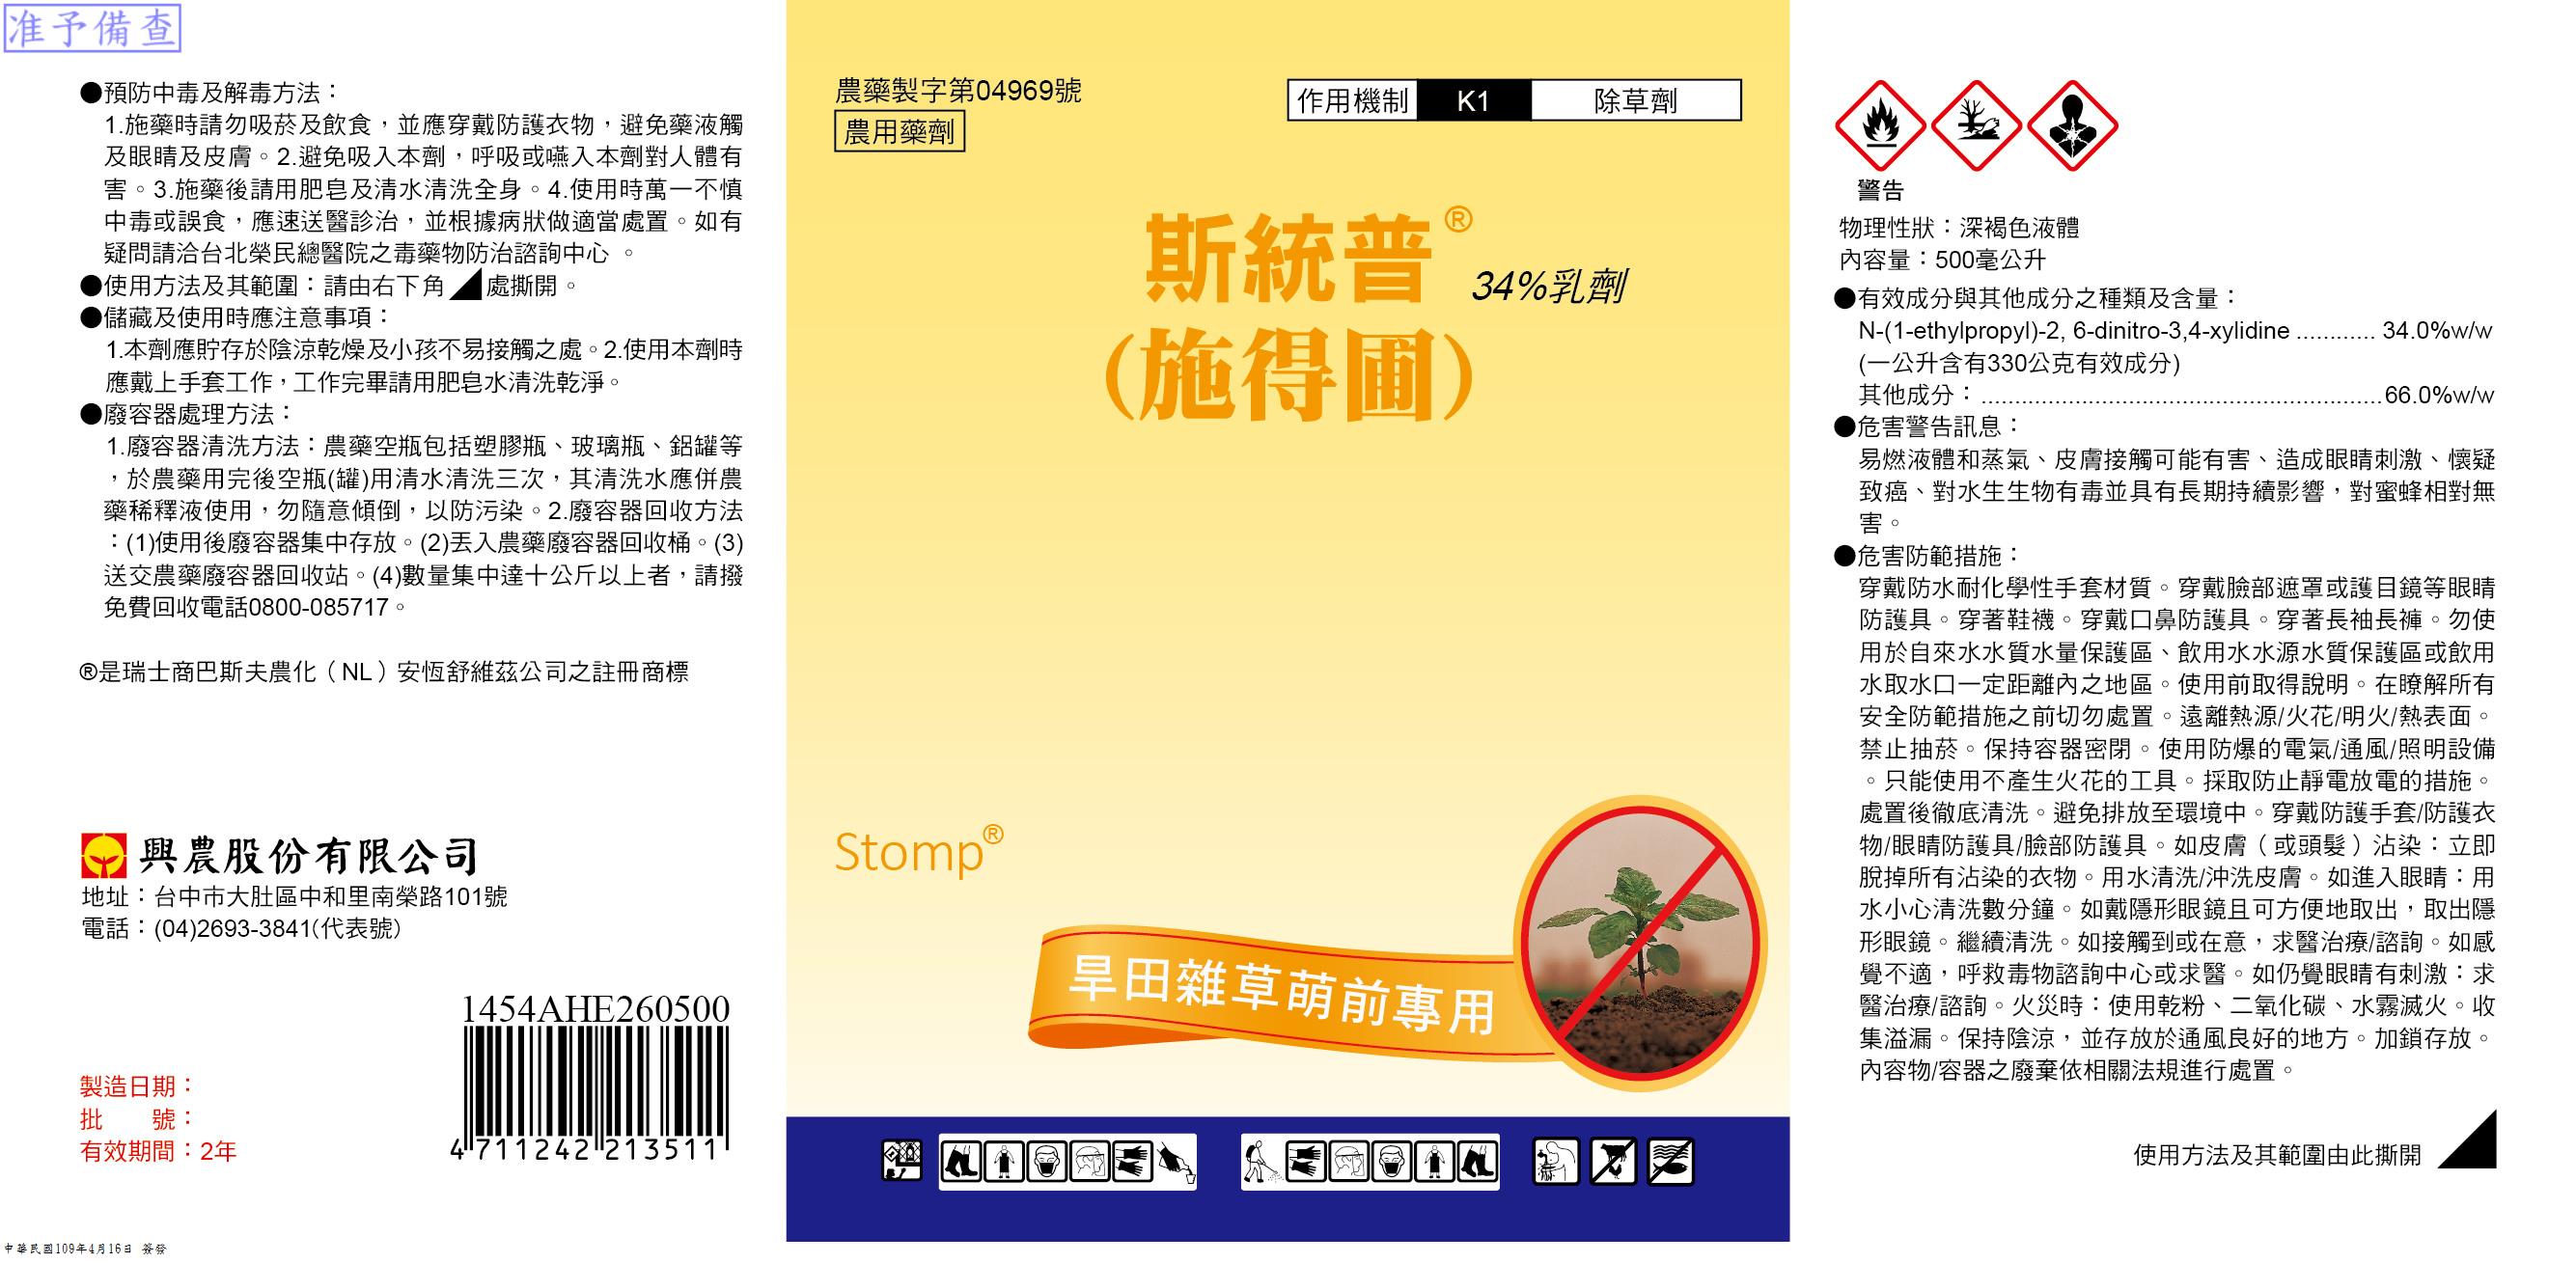 准予備查
●預防中毒及解毒方法：
1.施藥時請勿吸菸及飲食，並應穿戴防護衣物，避免藥液觸
及眼睛及皮膚。2.避免吸入本劑，呼吸或嚥入本劑對人體有
害。3.施藥後請用肥皂及清水清洗全身。4.使用時萬一不慎
中毒或誤食，應速送醫診治，並根據病狀做適當處置。如有
疑問請洽台北榮民總醫院之毒藥物防治諮詢中心 。
●使用方法及其範圍：請由右下角◢處撕開。
●儲藏及使用時應注意事項：
1.本劑應貯存於陰涼乾燥及小孩不易接觸之處。2.使用本劑時
應戴上手套工作，工作完畢請用肥皂水清洗乾淨。
●廢容器處理方法：
1.廢容器清洗方法：農藥空瓶包括塑膠瓶、玻璃瓶、鋁罐等
，於農藥用完後空瓶(罐)用清水清洗三次，其清洗水應併農
藥稀釋液使用，勿隨意傾倒，以防污染。2.廢容器回收方法
：(1)使用後廢容器集中存放。(2)丟入農藥廢容器回收桶。(3)
送交農藥廢容器回收站。(4)數量集中達十公斤以上者，請撥
免費回收電話0800-085717。
®是瑞士商巴斯夫農化（NL）安恆舒維茲公司之註冊商標
興農股份有限公司
地址：台中市大肚區中和里南榮路101號
電話：(04)2693-3841(代表號)
1454AHE260500
4 711242 213511
製造日期：
批　　號：
有效期間：2年
中華民國109年4月16日 簽發
農藥製字第04969號
農用藥劑
作用機制 K1 除草劑
斯統普®
34%乳劑
(施得圃)
Stomp®
旱田雜草萌前專用
警告
物理性狀：深褐色液體
內容量：500毫公升
●有效成分與其他成分之種類及含量：
N-(1-ethylpropyl)-2, 6-dinitro-3,4-xylidine ............ 34.0%w/w
(一公升含有330公克有效成分)
其他成分：............................................................66.0%w/w
●危害警告訊息：
易燃液體和蒸氣、皮膚接觸可能有害、造成眼睛刺激、懷疑
致癌、對水生生物有毒並具有長期持續影響，對蜜蜂相對無
害。
●危害防範措施：
穿戴防水耐化學性手套材質。穿戴臉部遮罩或護目鏡等眼睛
防護具。穿著鞋襪。穿戴口鼻防護具。穿著長袖長褲。勿使
用於自來水水質水量保護區、飲用水水源水質保護區或飲用
水取水口一定距離內之地區。使用前取得說明。在瞭解所有
安全防範措施之前切勿處置。遠離熱源/火花/明火/熱表面。
禁止抽菸。保持容器密閉。使用防爆的電氣/通風/照明設備
。只能使用不產生火花的工具。採取防止靜電放電的措施。
處置後徹底清洗。避免排放至環境中。穿戴防護手套/防護衣
物/眼睛防護具/臉部防護具。如皮膚（或頭髮）沾染：立即
脫掉所有沾染的衣物。用水清洗/沖洗皮膚。如進入眼睛：用
水小心清洗數分鐘。如戴隱形眼鏡且可方便地取出，取出隱
形眼鏡。繼續清洗。如接觸到或在意，求醫治療/諮詢。如感
覺不適，呼救毒物諮詢中心或求醫。如仍覺眼睛有刺激：求
醫治療/諮詢。火災時：使用乾粉、二氧化碳、水霧滅火。收
集溢漏。保持陰涼，並存放於通風良好的地方。加鎖存放。
內容物/容器之廢棄依相關法規進行處置。
使用方法及其範圍由此撕開